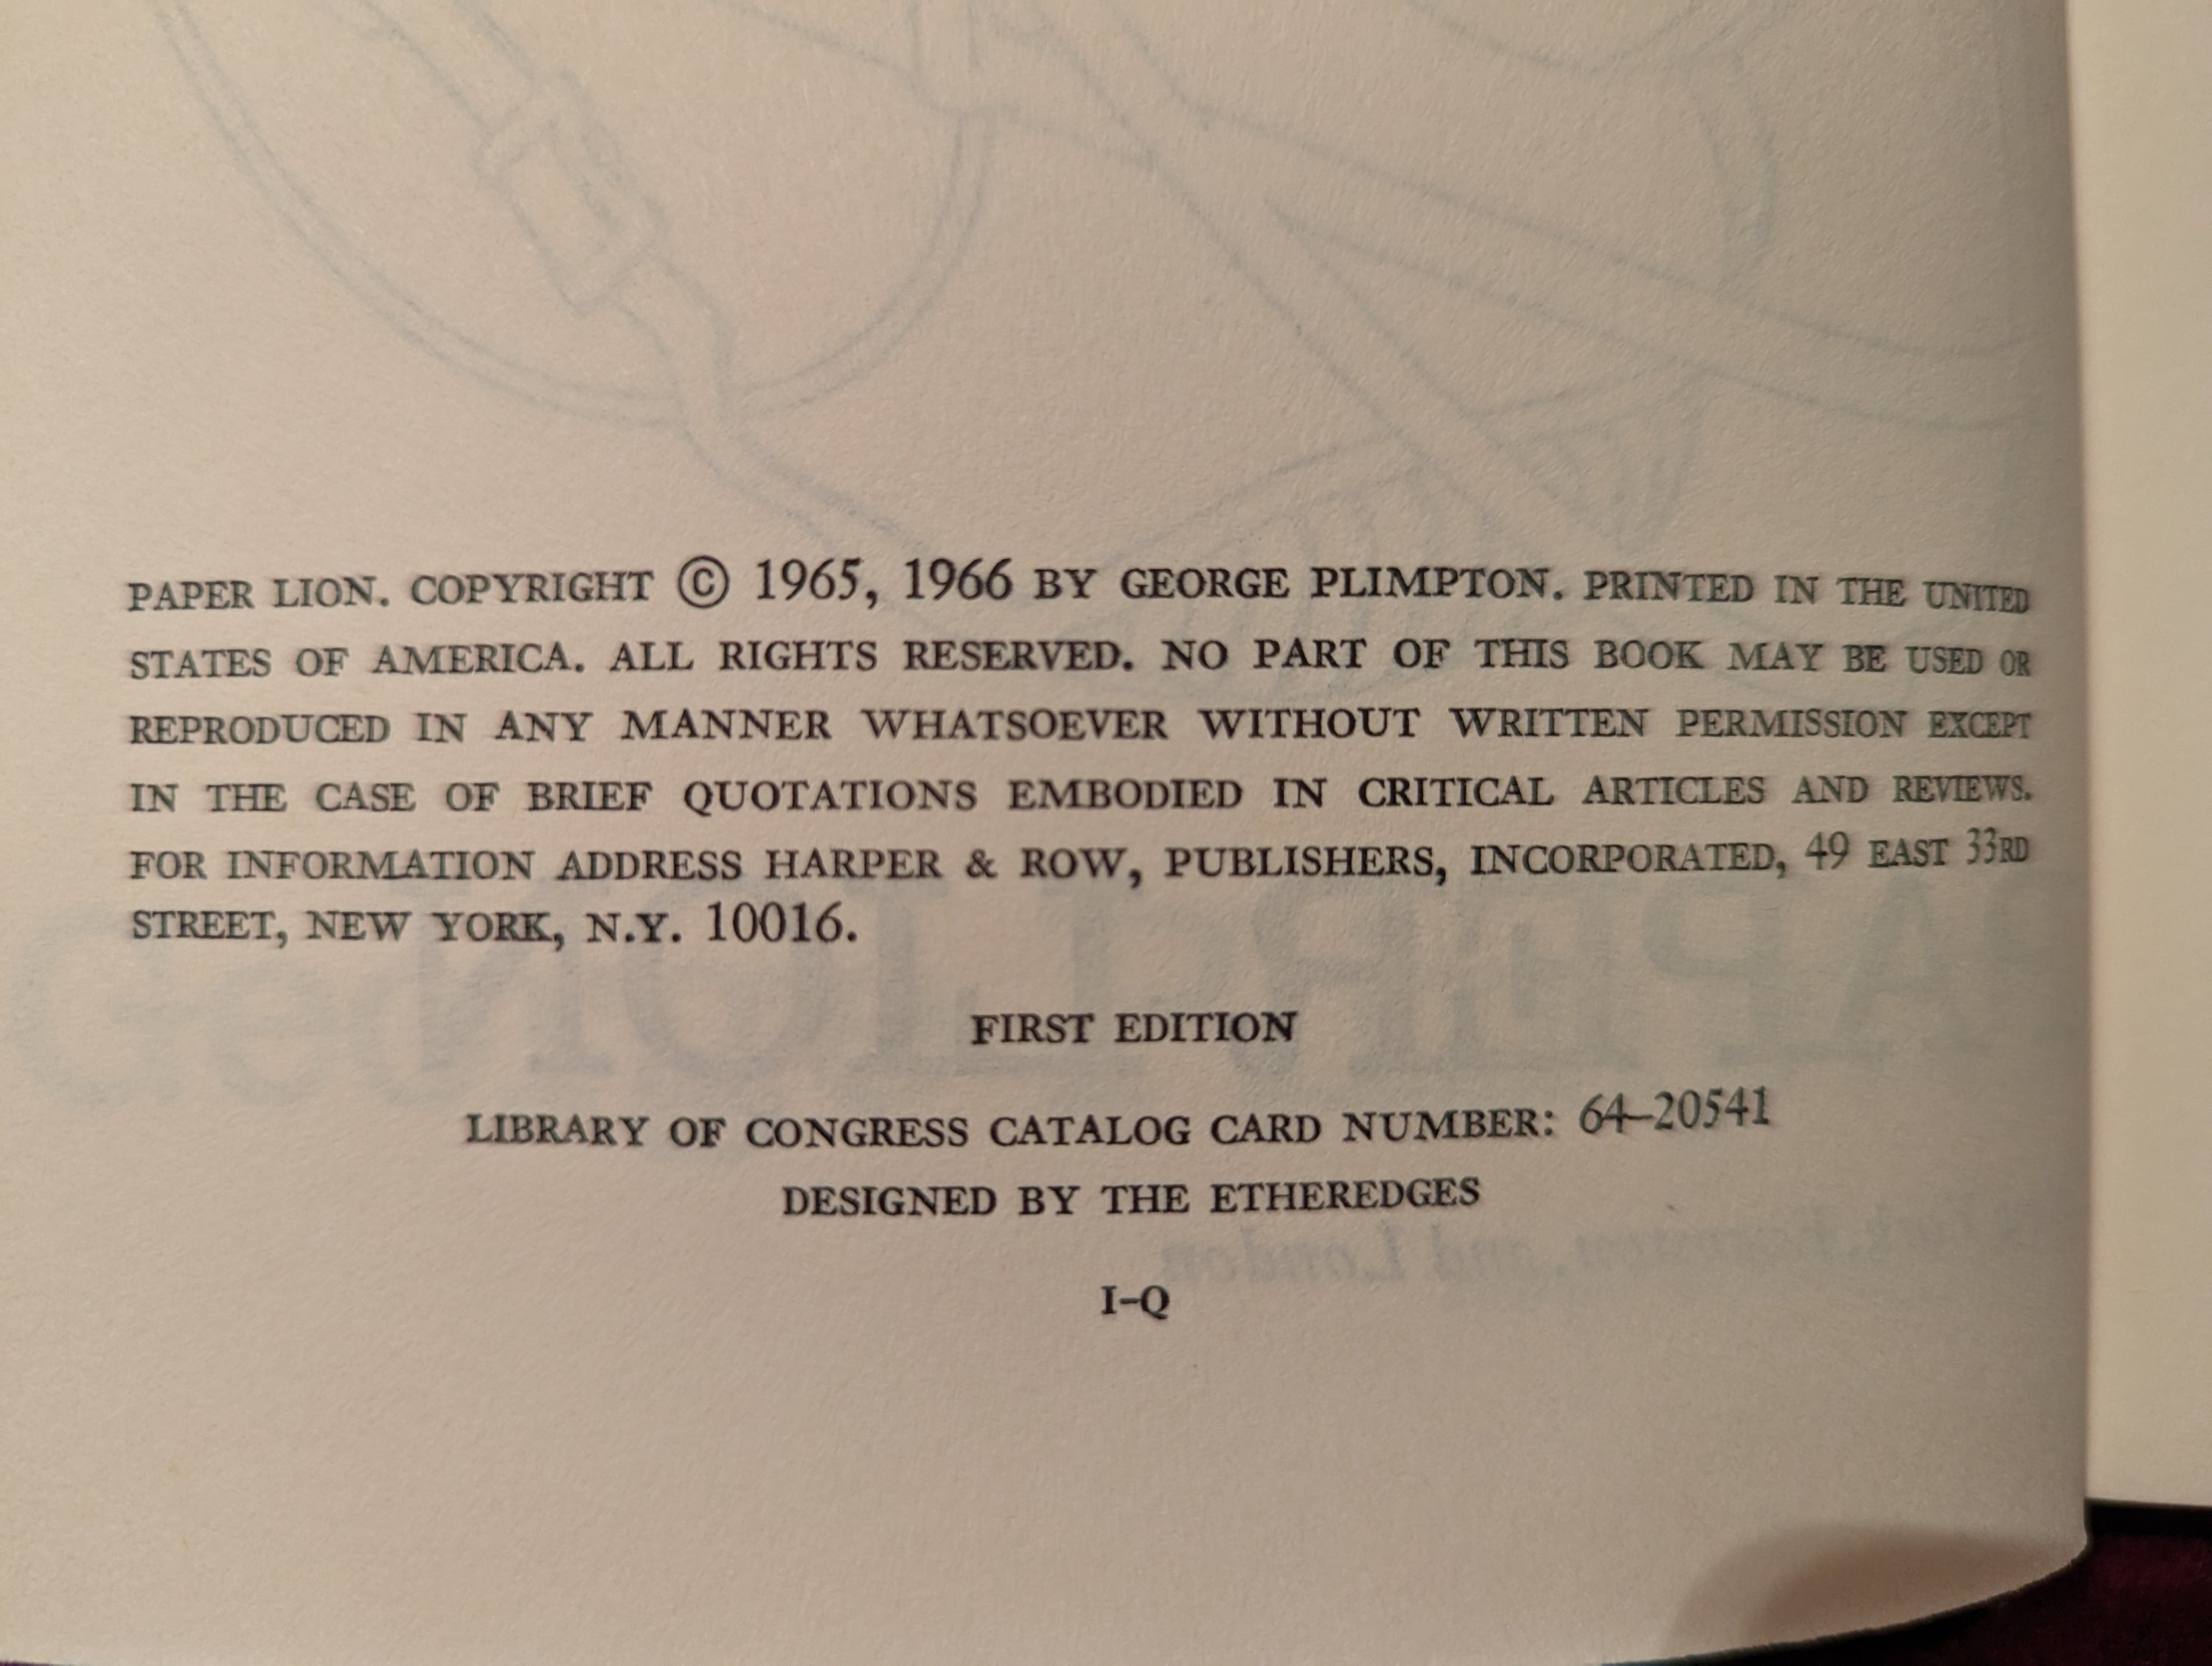 PAPER LION. COPYRIGHT © 1965, 1966 BY GEORGE PLIMPTON. PRINTED IN THE UNITED
STATES OF AMERICA. ALL RIGHTS RESERVED. NO PART OF THIS BOOK MAY BE USED OR
REPRODUCED IN ANY MANNER WHATSOEVER WITHOUT WRITTEN PERMISSION EXCEPT
IN THE CASE OF BRIEF QUOTATIONS EMBODIED IN CRITICAL ARTICLES AND REVIEWS.
FOR INFORMATION ADDRESS HARPER & ROW, PUBLISHERS, INCORPORATED, 49 EAST 33RD
STREET, NEW YORK, N.Y. 10016.
FIRST EDITION
LIBRARY OF CONGRESS CATALOG CARD NUMBER: 64–20541
DESIGNED BY THE ETHEREDGES
I–Q